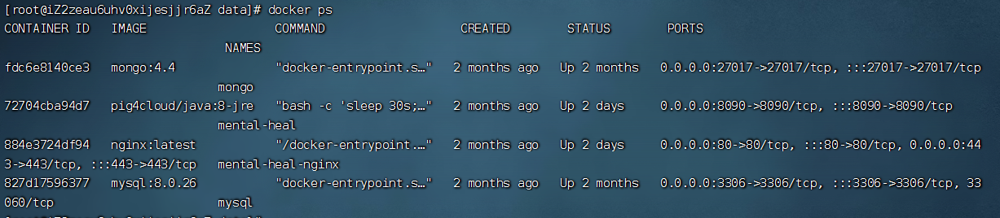 [root@iZ2zeau6uhv0xijesjjr6aZ data]# docker ps
CONTAINER ID   IMAGE                  COMMAND                  CREATED        STATUS        PORTS
                               NAMES
fdc6e8140ce3   mongo:4.4              "docker-entrypoint.s…"   2 months ago   Up 2 months   0.0.0.0:27017->27017/tcp, :::27017->27017/tcp
                              mongo
72704cba94d7   pig4cloud/java:8-jre   "bash -c 'sleep 30s;…"   2 months ago   Up 2 days     0.0.0.0:8090->8090/tcp, :::8090->8090/tcp
                              mental-heal
884e3724df94   nginx:latest           "/docker-entrypoint.…"   2 months ago   Up 2 days     0.0.0.0:80->80/tcp, :::80->80/tcp, 0.0.0.0:44
3->443/tcp, :::443->443/tcp   mental-heal-nginx
827d17596377   mysql:8.0.26           "docker-entrypoint.s…"   2 months ago   Up 2 months   0.0.0.0:3306->3306/tcp, :::3306->3306/tcp, 33
060/tcp                       mysql